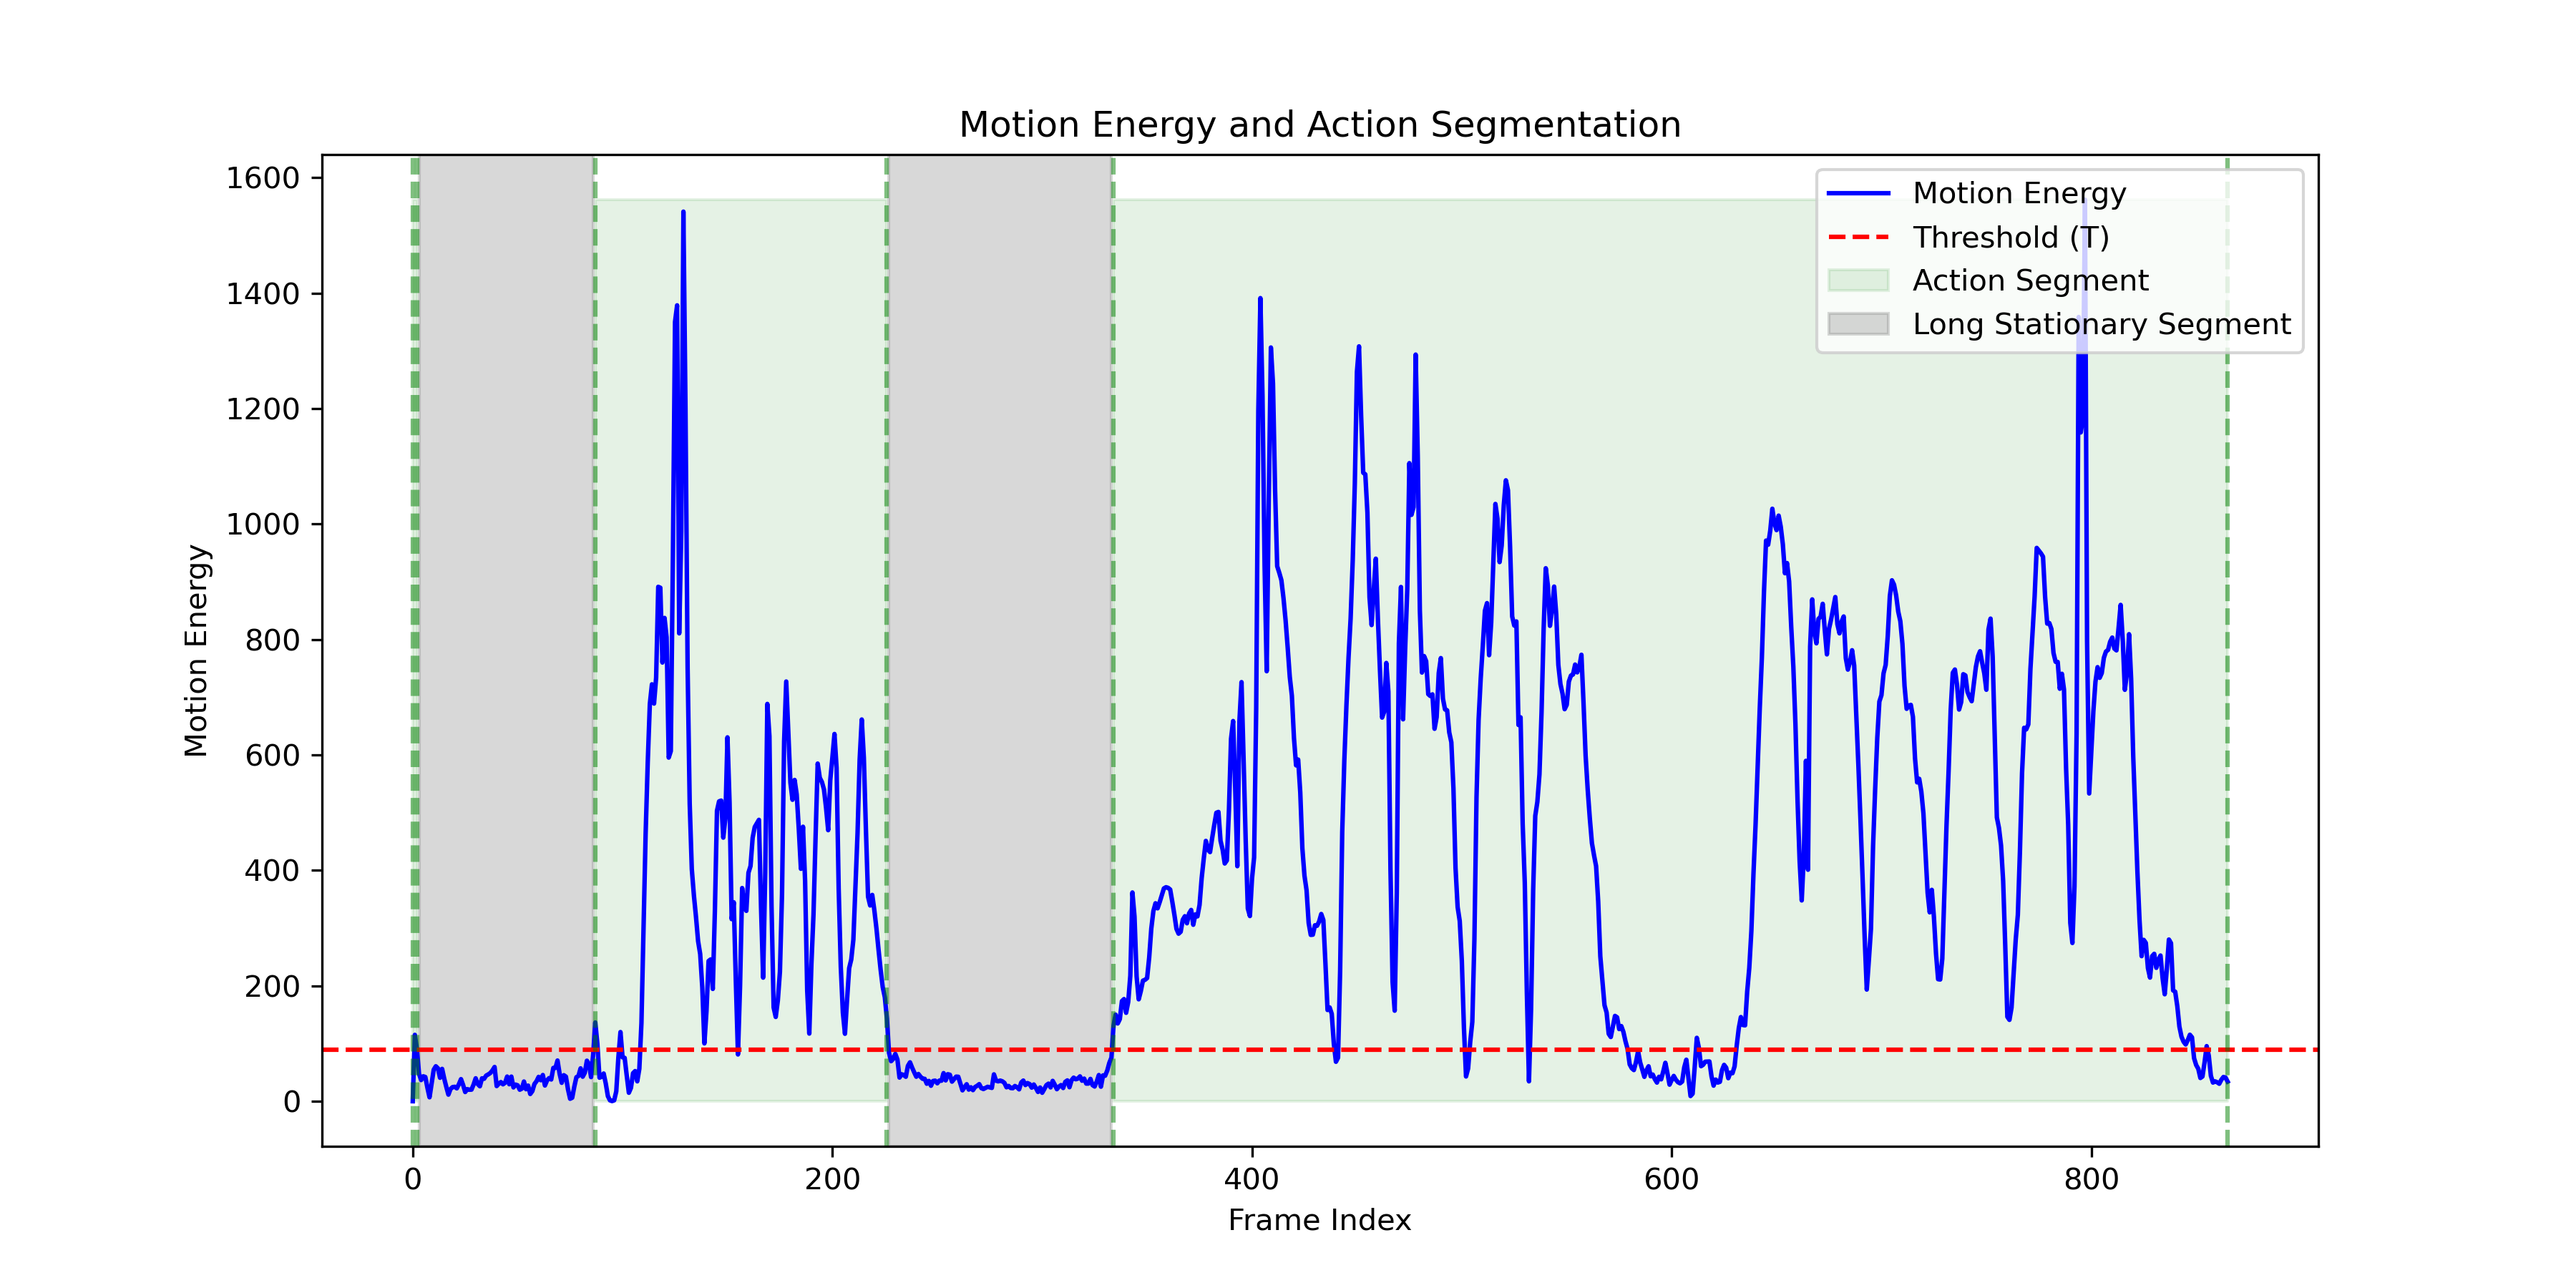 Motion Energy and Action Segmentation
1600
1400
1200
1000
800
600
400
200
0
Motion Energy
Motion Energy
Threshold (T)
Action Segment
Long Stationary Segment
0
200
400
600
800
Frame Index